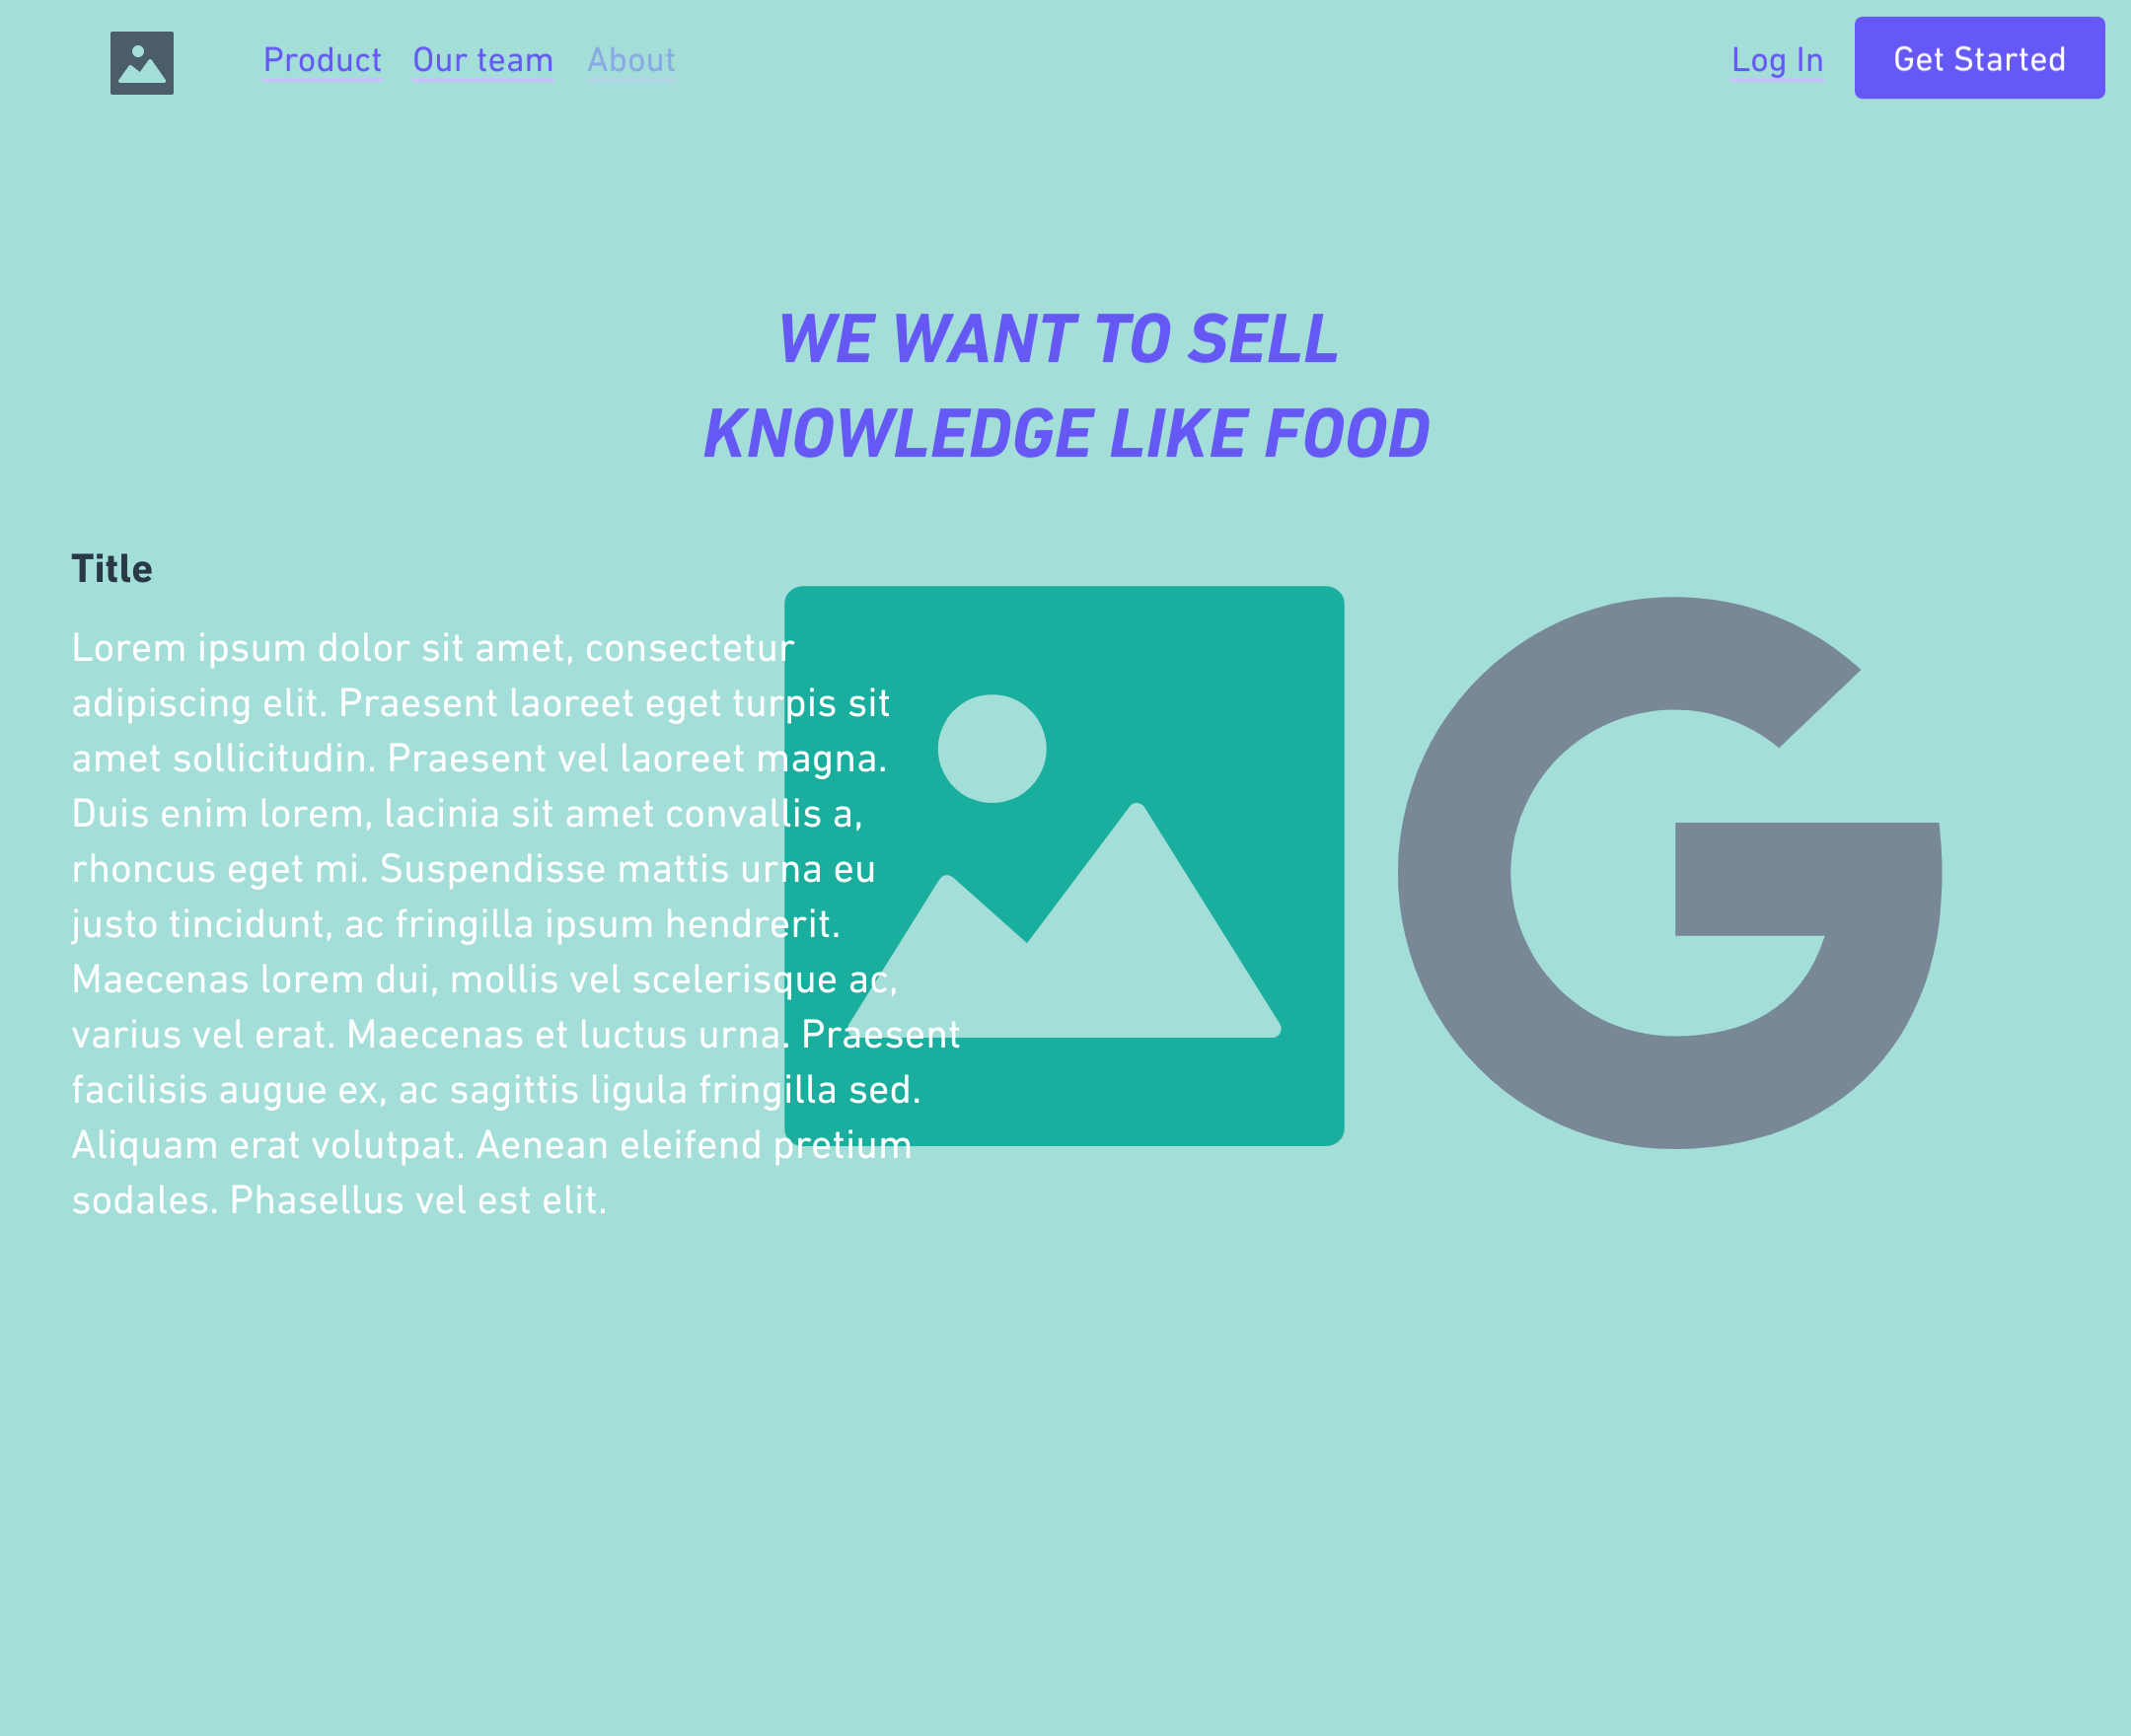 Product Our team About Log In Get Started
WE WANT TO SELL
KNOWLEDGE LIKE FOOD
Title
Lorem ipsum dolor sit amet, consectetur
adipiscing elit. Praesent laoreet eget turpis sit
amet sollicitudin. Praesent vel laoreet magna.
Duis enim lorem, lacinia sit amet convallis a,
rhoncus eget mi. Suspendisse mattis urna eu
justo tincidunt, ac fringilla ipsum hendrerit.
Maecenas lorem dui, mollis vel scelerisque ac,
varius vel erat. Maecenas et luctus urna. Praesent
facilisis augue ex, ac sagittis ligula fringilla sed.
Aliquam erat volutpat. Aenean eleifend pretium
sodales. Phasellus vel est elit.
G